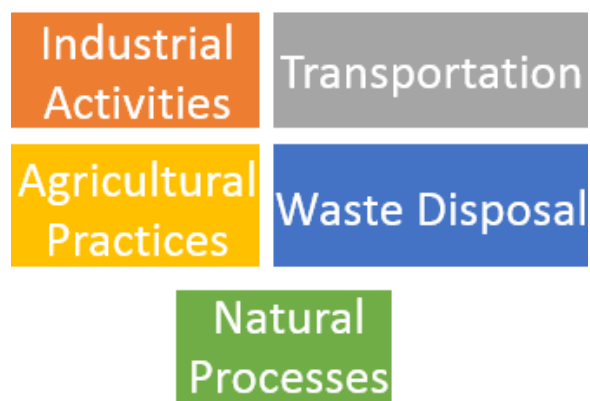 Industrial
Activities
Transportation
Agricultural
Practices
Waste Disposal
Natural
Processes